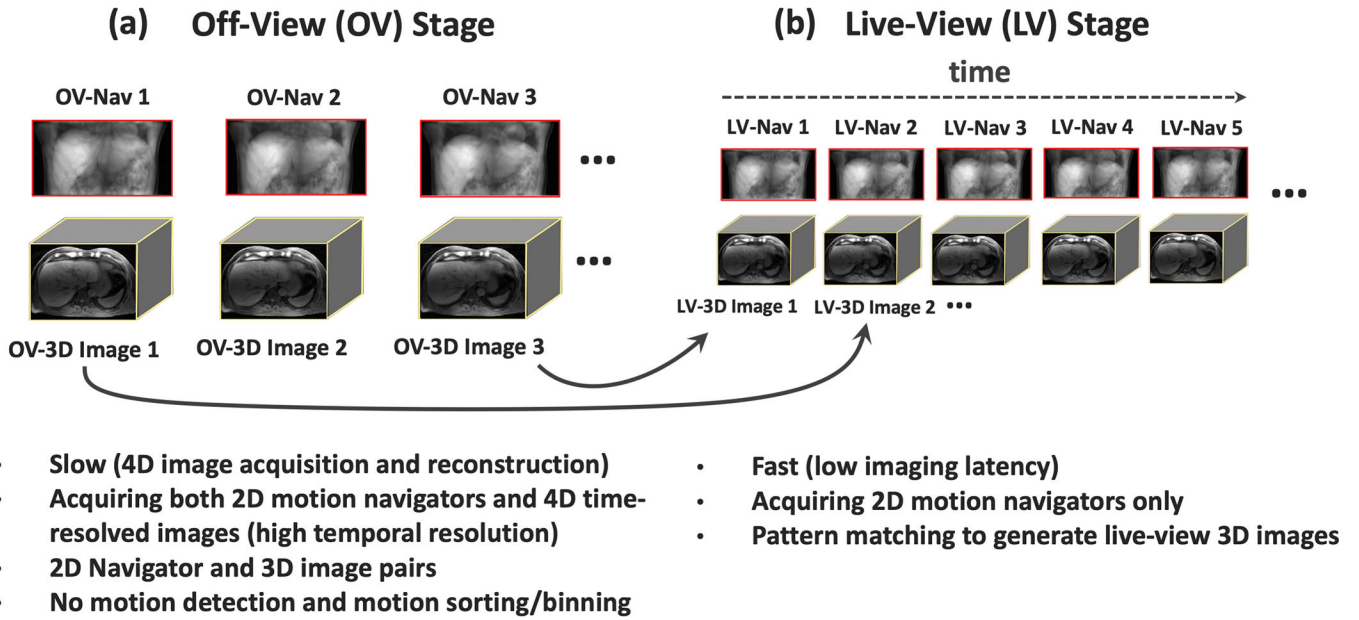 (a) Off-View (OV) Stage
OV-Nav 1 OV-Nav 2 OV-Nav 3
...
OV-3D Image 1 OV-3D Image 2 OV-3D Image 3
...
• Slow (4D image acquisition and reconstruction)
• Acquiring both 2D motion navigators and 4D time-
resolved images (high temporal resolution)
• 2D Navigator and 3D image pairs
• No motion detection and motion sorting/binning
(b) Live-View (LV) Stage
time
LV-Nav 1 LV-Nav 2 LV-Nav 3 LV-Nav 4 LV-Nav 5
...
LV-3D Image 1 LV-3D Image 2 ...
• Fast (low imaging latency)
• Acquiring 2D motion navigators only
• Pattern matching to generate live-view 3D images